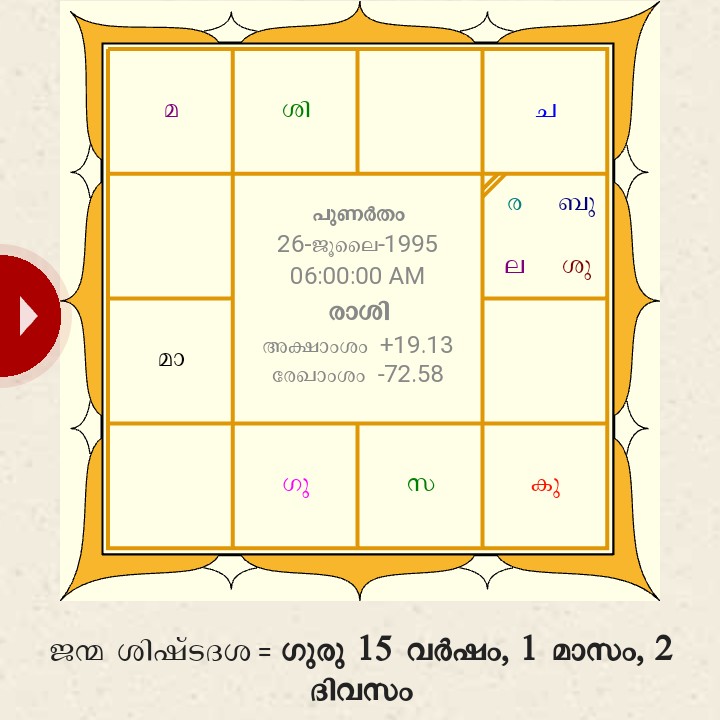 മ ശി ച
ര ബു
ല ശു
പുണർതം
26-ജൂലൈ-1995
06:00:00 AM
രാശി
അക്ഷാംശം +19.13
രേഖാംശം -72.58
മാ
ഗു സ കു
ജന്മ ശിഷ്ടദശ = ഗുരു 15 വർഷം, 1 മാസം, 2
ദിവസം